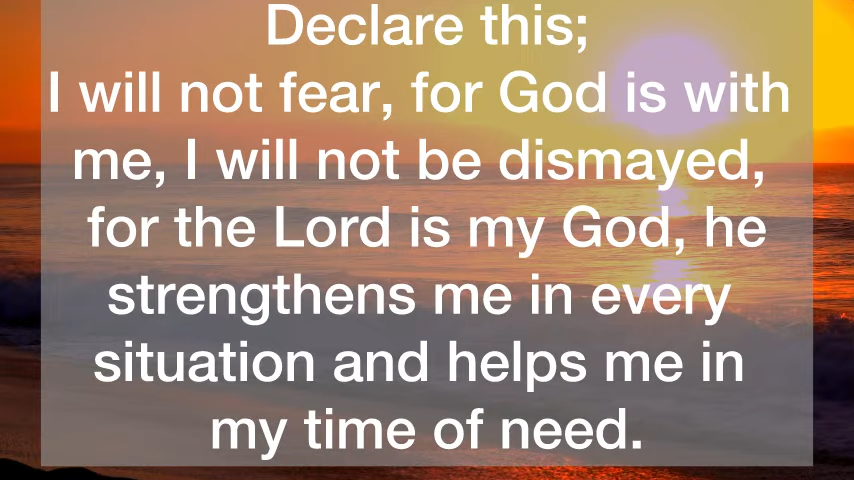 Declare this;
I will not fear, for God is with
me, I will not be dismayed,
for the Lord is my God, he
strengthens me in every
situation and helps me in
my time of need.